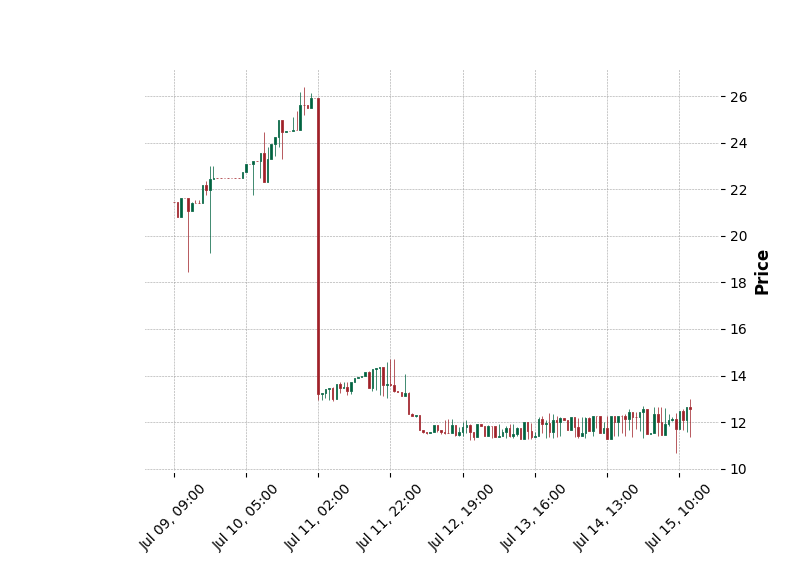 26
24
22
20
18
16
14
12
10
Price
Jul 09, 09:00
Jul 10, 05:00
Jul 11, 02:00
Jul 11, 22:00
Jul 12, 19:00
Jul 13, 16:00
Jul 14, 13:00
Jul 15, 10:00